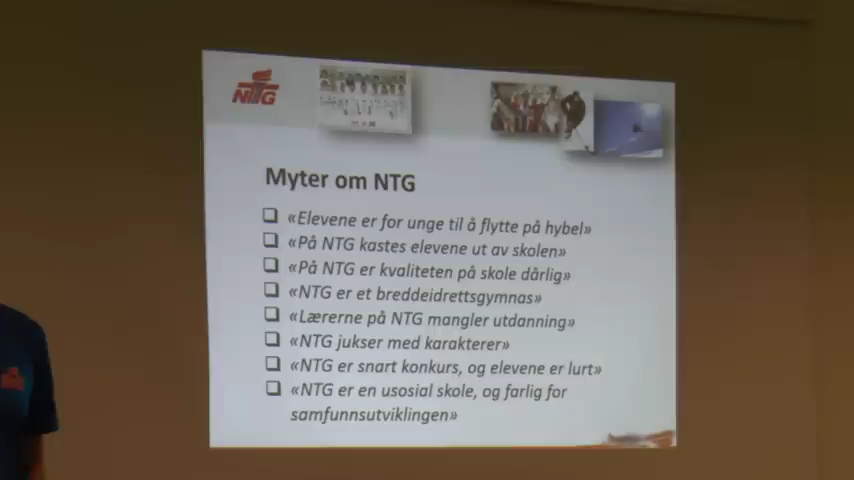 NTG
Myter om NTG
«Elevene er for unge til å flytte på hybel»
«På NTG kastes elevene ut av skolen»
«På NTG er kvaliteten på skole dårlig»
«NTG er et breddeidrettsgymnas»
«Lærerne på NTG mangler utdanning»
«NTG jukser med karakterer»
«NTG er snart konkurs, og elevene er lurt»
«NTG er en usosial skole, og farlig for
samfunnsutviklingen»